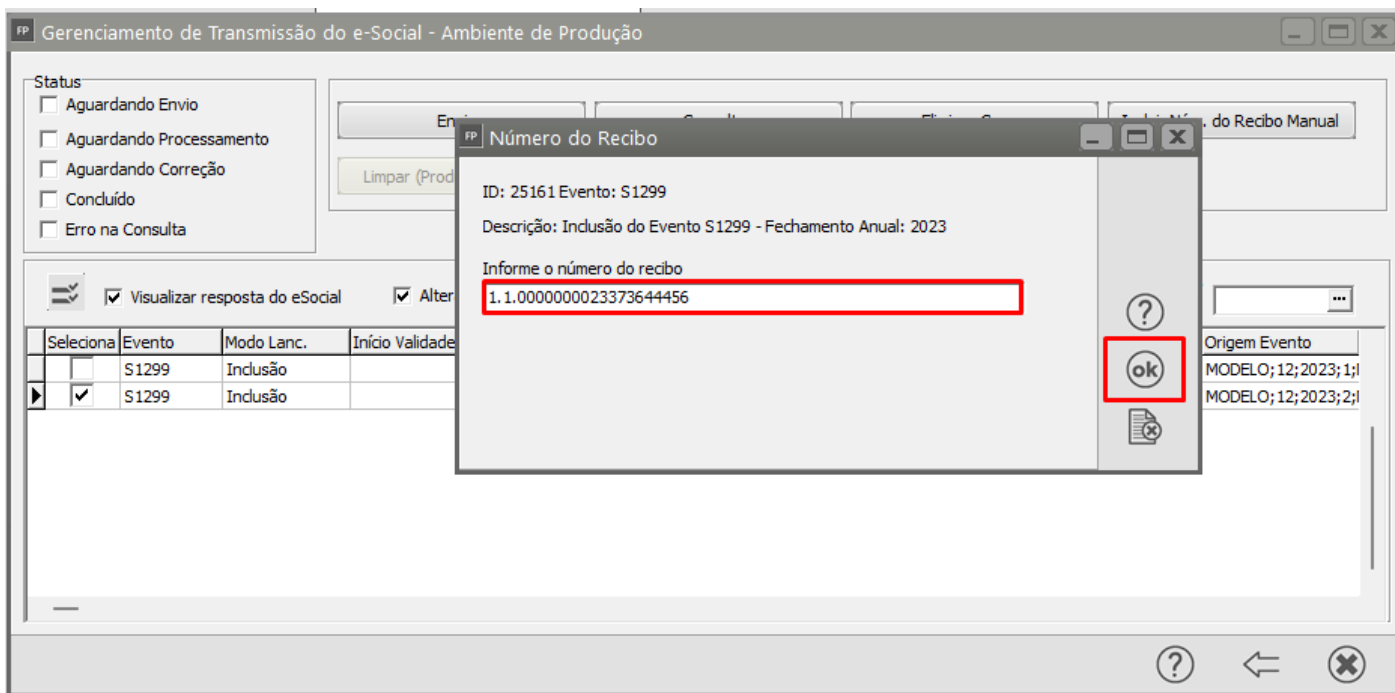 FP Gerenciamento de Transmissão do e-Social - Ambiente de Produção
Status
Aguardando Envio
Aguardando Processamento
Aguardando Correção
Concluído
Erro na Consulta
do Recibo Manual
Limpar (Prod
FP Número do Recibo
ID: 25161 Evento: S1299
Descrição: Inclusão do Evento S1299 - Fechamento Anual: 2023
Informe o número do recibo
1.1.0000000023373644456
?
ok
Visualizar resposta do eSocial
Alter
...
Seleciona Evento Modo Lanc. Início Validade Origem Evento
S1299 Inclusão MODELO;12;2023;1;
S1299 Inclusão MODELO;12;2023;2;
?